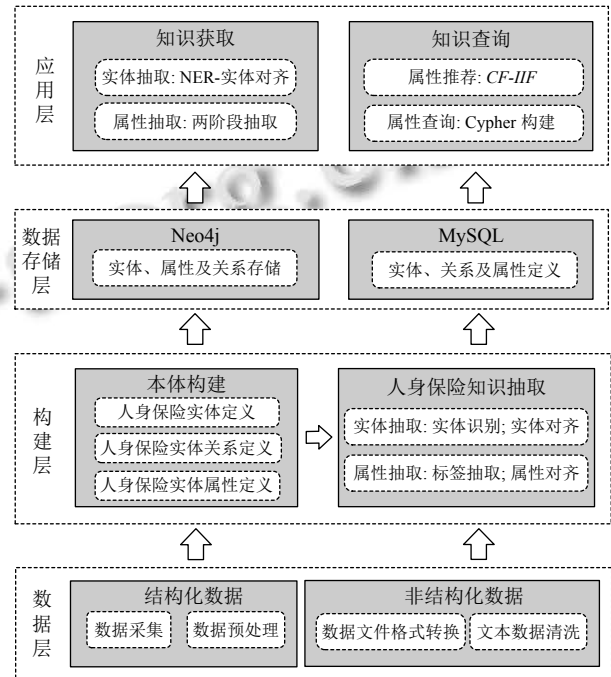 应用层
知识获取
实体抽取: NER-实体对齐
属性抽取: 两阶段抽取
知识查询
属性推荐: CF-IIF
属性查询: Cypher 构建
数据
存储
层
Neo4j
实体、属性及关系存储
MySQL
实体、关系及属性定义
构建层
本体构建
人身保险实体定义
人身保险实体关系定义
人身保险实体属性定义
人身保险知识抽取
实体抽取: 实体识别; 实体对齐
属性抽取: 标签抽取; 属性对齐
数据层
结构化数据
数据采集
数据预处理
非结构化数据
数据文件格式转换
文本数据清洗